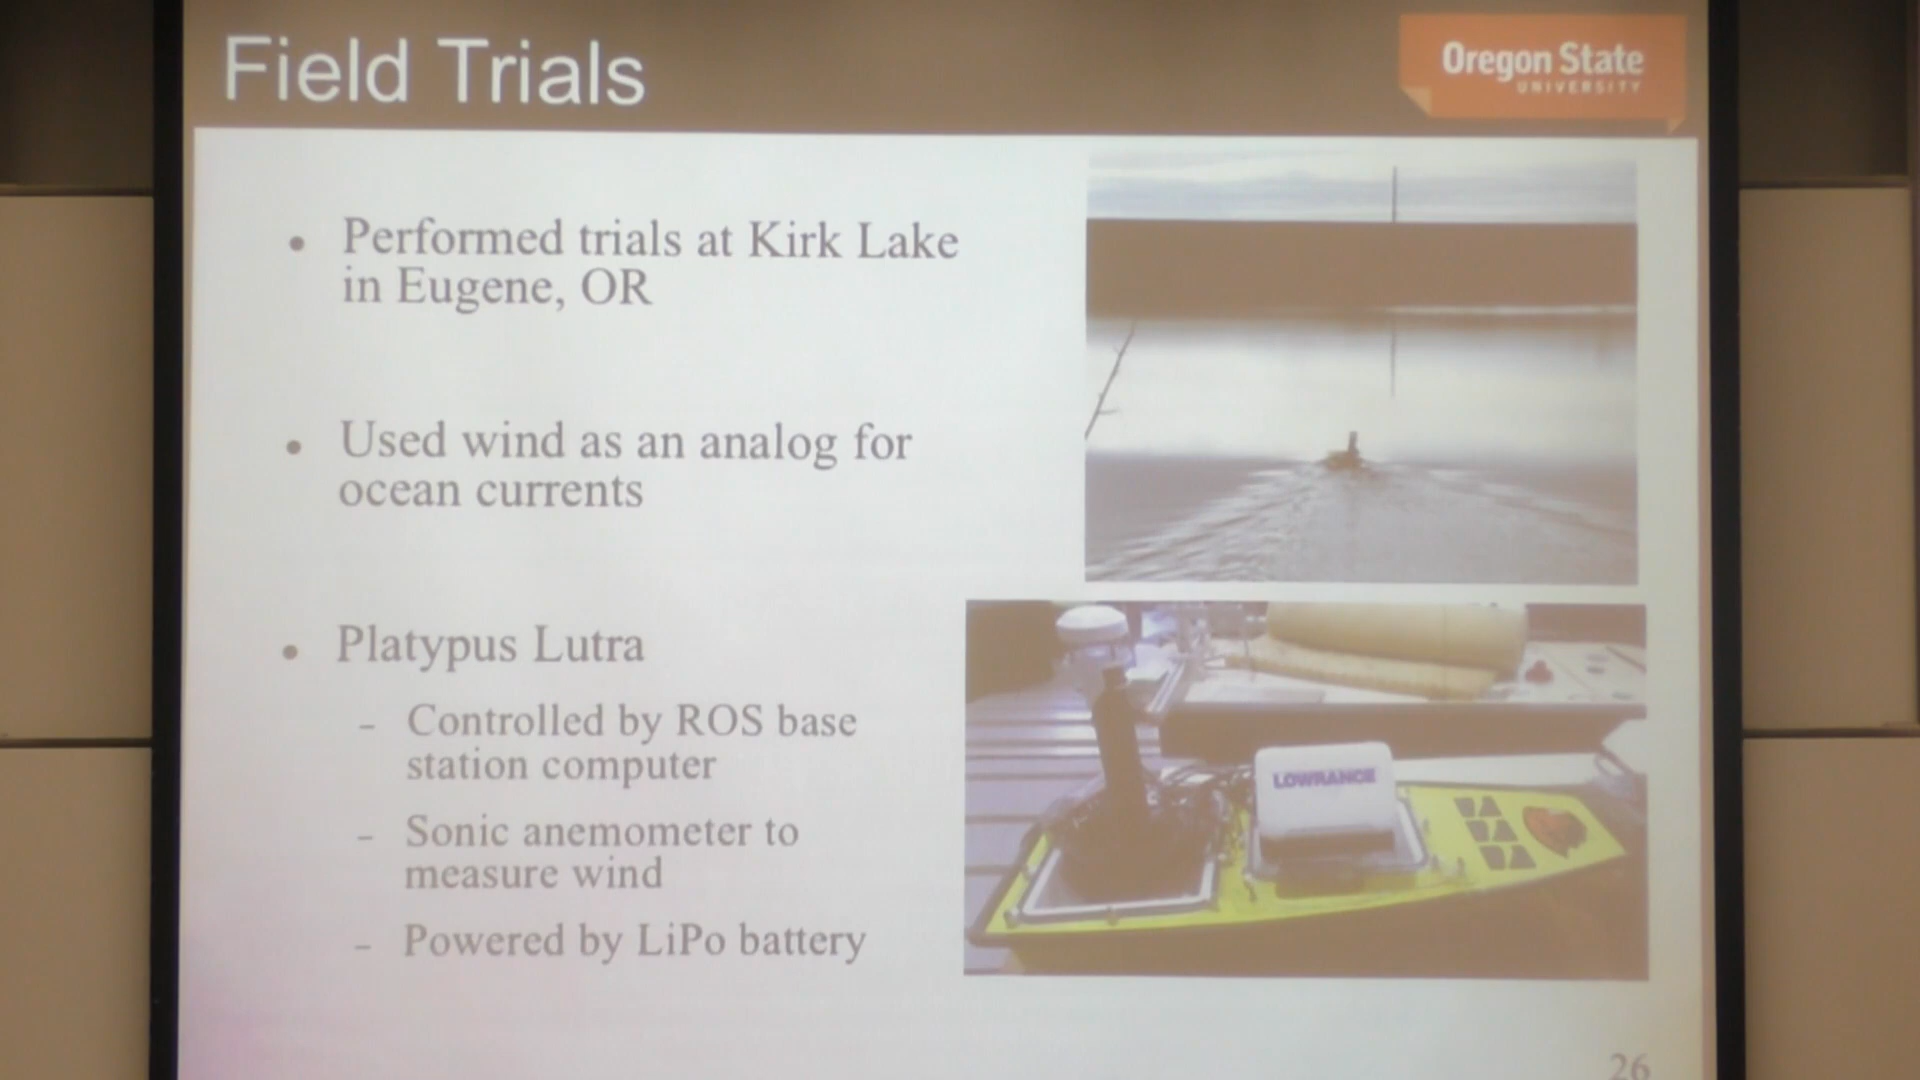 Field Trials
Oregon State
UNIVERSITY
• Performed trials at Kirk Lake
in Eugene, OR
• Used wind as an analog for
ocean currents
• Platypus Lutra
– Controlled by ROS base
station computer
– Sonic anemometer to
measure wind
– Powered by LiPo battery
LOWRANCE
26